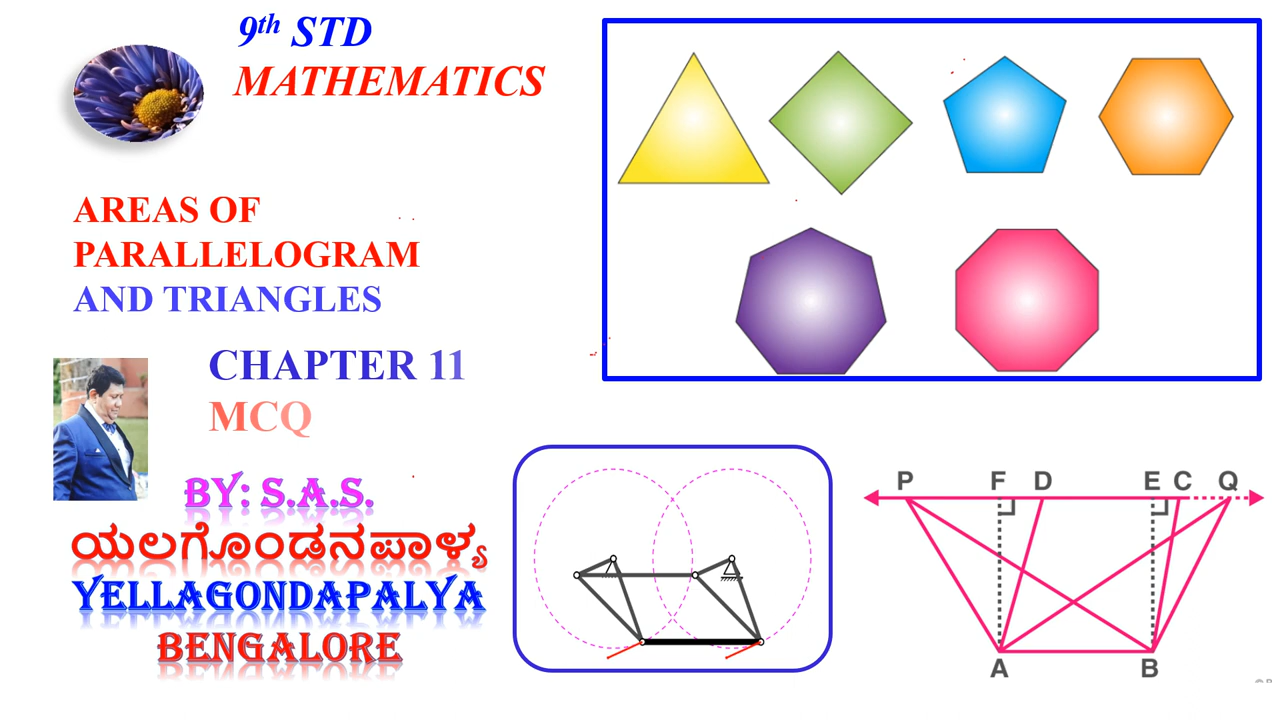 9th STD
MATHEMATICS
AREAS OF
PARALLELOGRAM
AND TRIANGLES
CHAPTER 11
MCQ
BY: S.A.S.
ಯಲಗೊಂಡನಪಾಳ್ಯ
YELLAGONDAPALYA
BENGALORE
P F D E C Q
A B